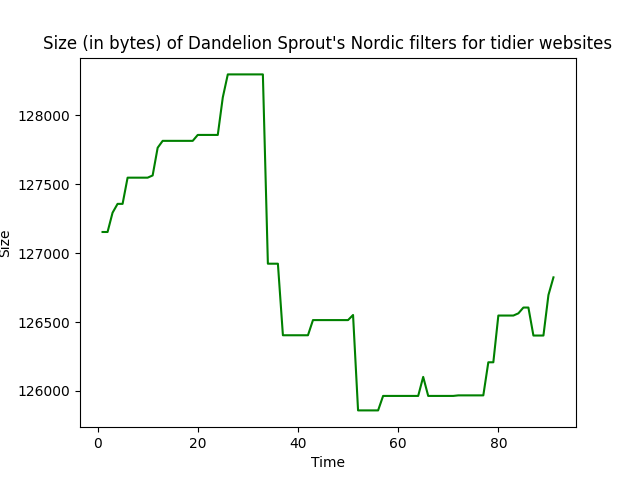 Size (in bytes) of Dandelion Sprout's Nordic filters for tidier websites
128000
127500
127000
126500
126000
Size
0 20 40 60 80
Time